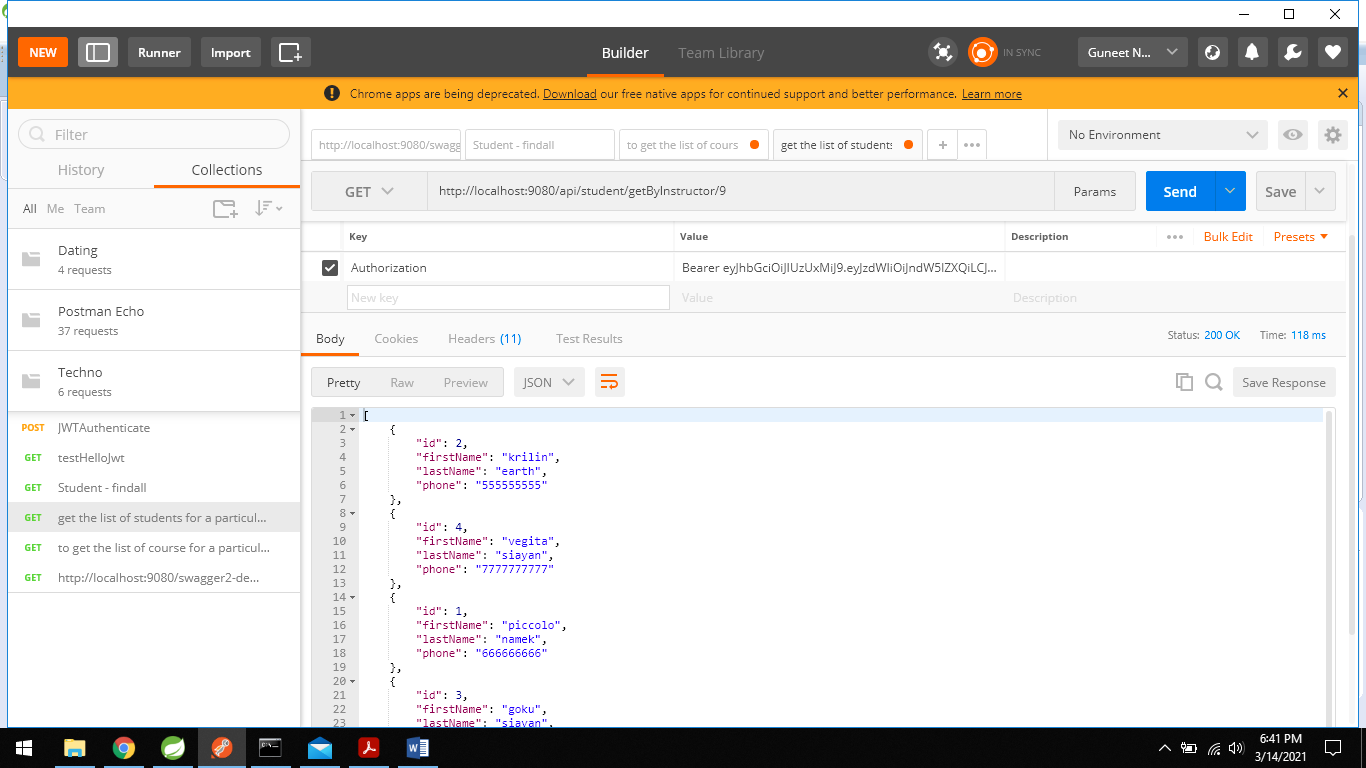 NEW
Runner
Import
Builder
Team Library
IN SYNC
Guneet N...
Chrome apps are being deprecated. Download our free native apps for continued support and better performance. Learn more
Filter
History
Collections
All Me Team
Dating
4 requests
Postman Echo
37 requests
Techno
6 requests
POST JWTAuthenticate
GET testHelloJwt
GET Student - findall
GET get the list of students for a particul...
GET to get the list of course for a particul...
GET http://localhost:9080/swagger2-de...
http://localhost:9080/swagg
Student - findall
to get the list of cours
get the list of students
No Environment
GET
http://localhost:9080/api/student/getByInstructor/9
Params
Send
Save
Key Value Description
Bulk Edit Presets
Authorization Bearer eyJhbGciOiJIUzUxMiJ9.eyJzdWIiOiJndW5lZXQiLCJ...
New key Value Description
Body Cookies Headers (11) Test Results
Status: 200 OK Time: 118 ms
Pretty Raw Preview JSON
Save Response
1 [
2 {
3 "id": 2,
4 "firstName": "krilin",
5 "lastName": "earth",
6 "phone": "555555555"
7 },
8 {
9 "id": 4,
10 "firstName": "vegita",
11 "lastName": "siayan",
12 "phone": "7777777777"
13 },
14 {
15 "id": 1,
16 "firstName": "piccolo",
17 "lastName": "namek",
18 "phone": "666666666"
19 },
20 {
21 "id": 3,
22 "firstName": "goku",
23 "lastName": "siayan",
6:41 PM
3/14/2021